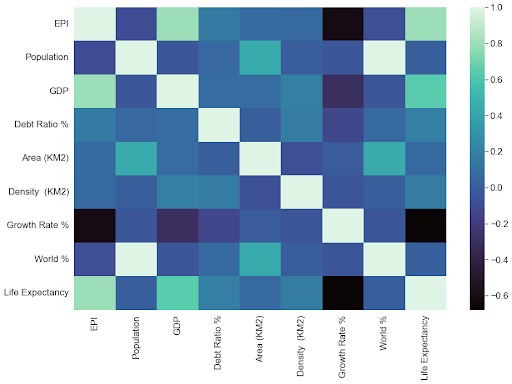 EPI
Population
GDP
Debt Ratio %
Area (KM2)
Density  (KM2)
Growth Rate %
World %
Life Expectancy
EPI
Population
GDP
Debt Ratio %
Area (KM2)
Density  (KM2)
Growth Rate %
World %
Life Expectancy
1.0
0.8
0.6
0.4
0.2
0.0
−0.2
−0.4
−0.6